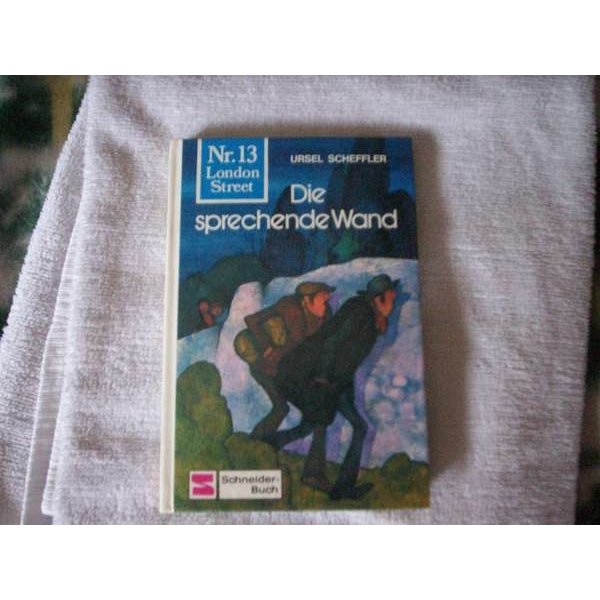 Nr. 13
London
Street
URSEL SCHEFFLER
Die
sprechende Wand
Schneider-
Buch